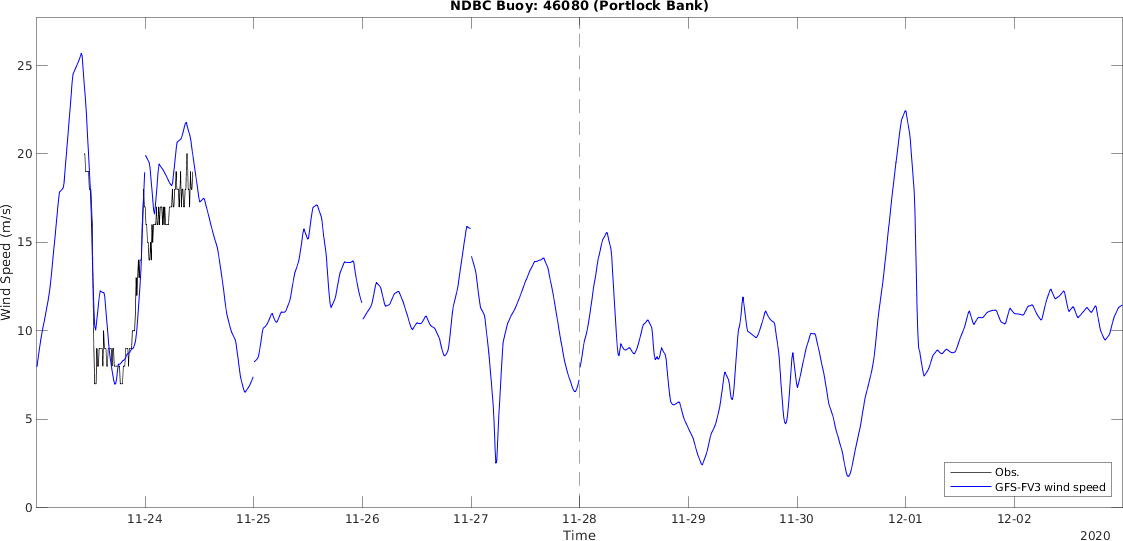 NDBC Buoy: 46080 (Portlock Bank)
Wind Speed (m/s)
25
20
15
10
5
0
11-24 11-25 11-26 11-27 11-28 11-29 11-30 12-01 12-02
Time
2020
Obs.
GFS-FV3 wind speed